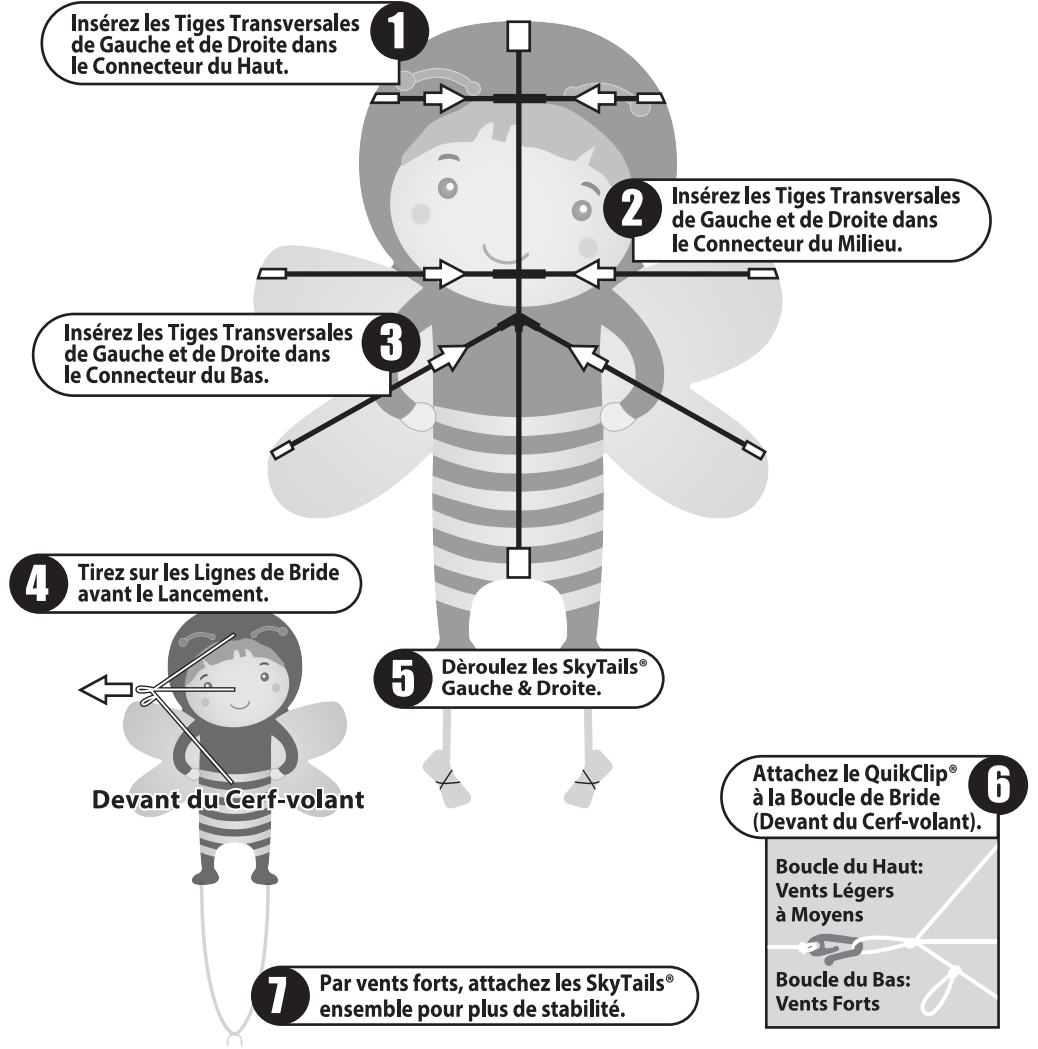 1
Insérez les Tiges Transversales
de Gauche et de Droite dans
le Connecteur du Haut.
2
Insérez les Tiges Transversales
de Gauche et de Droite dans
le Connecteur du Milieu.
3
Insérez les Tiges Transversales
de Gauche et de Droite dans
le Connecteur du Bas.
4
Tirez sur les Lignes de Bride
avant le Lancement.
Devant du Cerf-volant
5
Dèroulez les SkyTails®
Gauche & Droite.
6
Attachez le QuikClip®
à la Boucle de Bride
(Devant du Cerf-volant).
Boucle du Haut:
Vents Légers
à Moyens
Boucle du Bas:
Vents Forts
7
Par vents forts, attachez les SkyTails®
ensemble pour plus de stabilité.